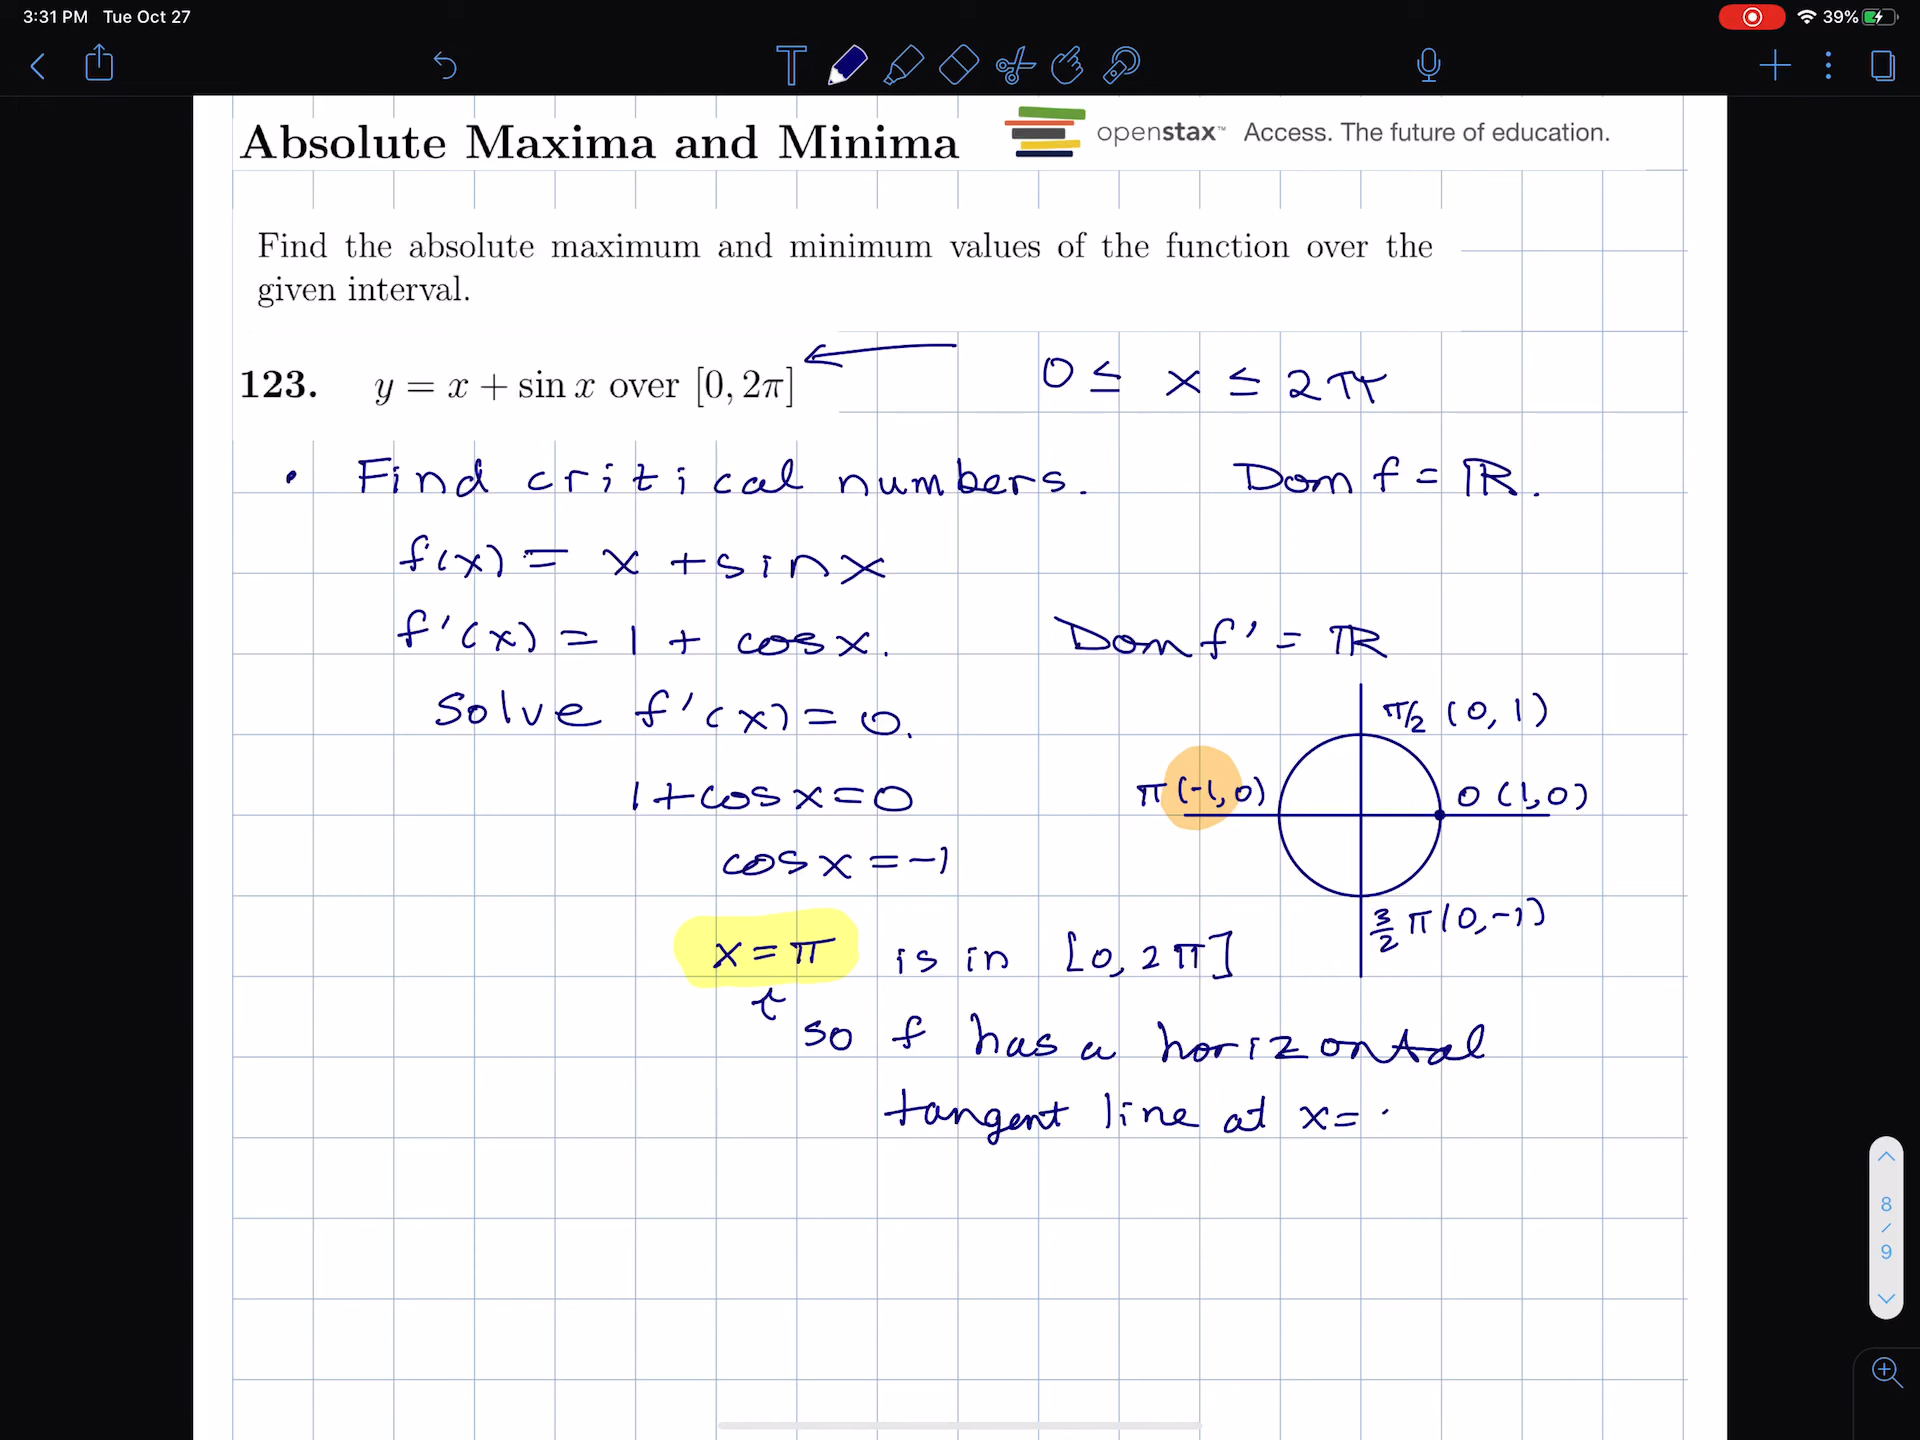 3:31 PM Tue Oct 27
39%
Absolute Maxima and Minima
openstax™ Access. The future of education.
Find the absolute maximum and minimum values of the function over the
given interval.
123. y = x + sin x over [0, 2π]
0 ≤ x ≤ 2π
• Find critical numbers. Dom f = ℝ.
f(x) = x + sin x
f'(x) = 1 + cos x. Dom f' = ℝ
Solve f'(x) = 0.
π/2 (0, 1)
1 + cos x = 0
π (-1, 0)
0 (1, 0)
cos x = -1
3/2 π (0, -1)
x = π is in [0, 2π]
so f has a horizontal
tangent line at x =
8
/
9